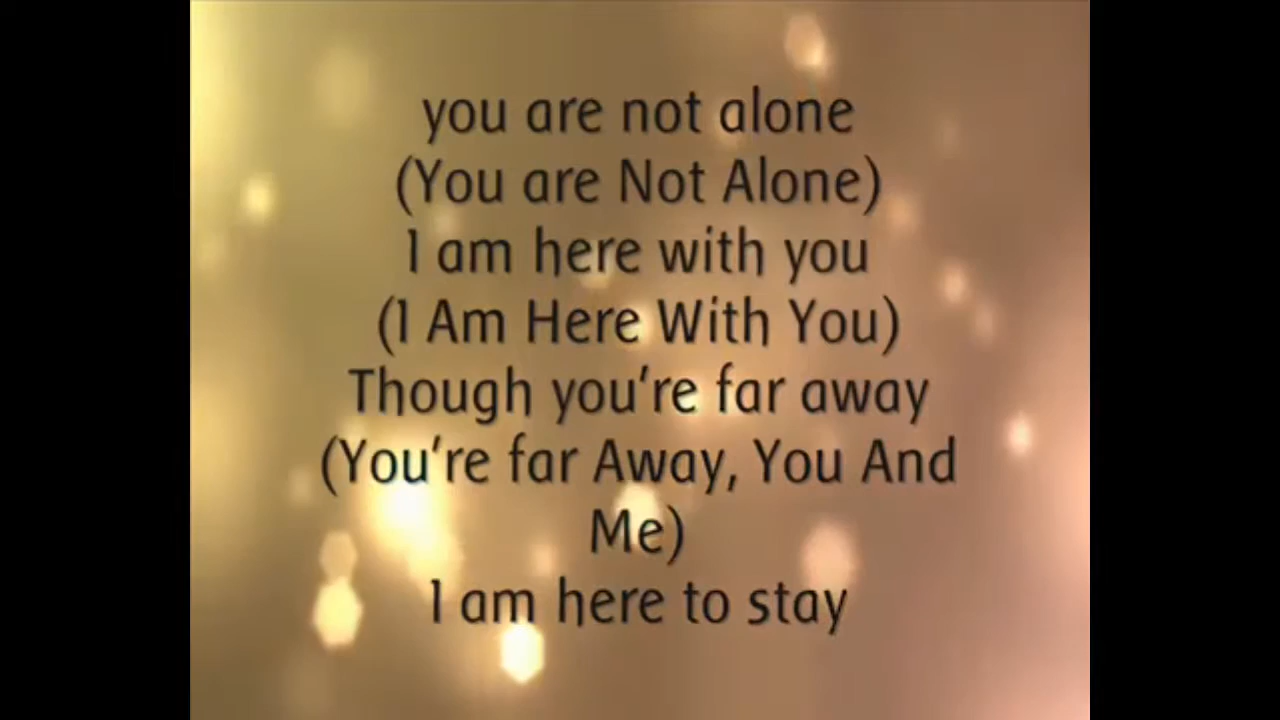 you are not alone
(You are Not Alone)
I am here with you
(I Am Here With You)
Though you're far away
(You're far Away, You And
Me)
I am here to stay